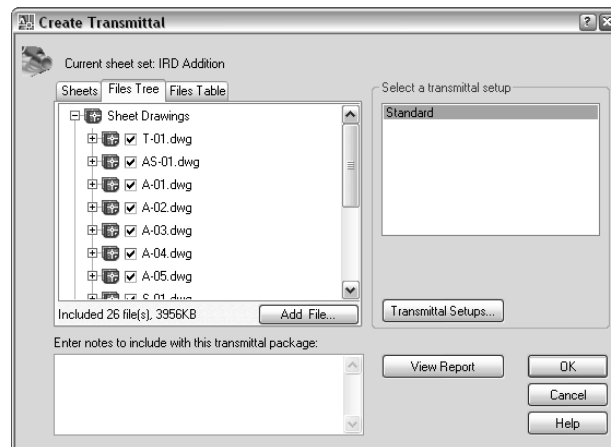 Create Transmittal
Current sheet set: IRD Addition
Sheets Files Tree Files Table
Sheet Drawings
T-01.dwg
AS-01.dwg
A-01.dwg
A-02.dwg
A-03.dwg
A-04.dwg
A-05.dwg
S-01.dwg
Included 26 file(s), 3956KB
Add File...
Select a transmittal setup
Standard
Transmittal Setups...
Enter notes to include with this transmittal package:
View Report
OK
Cancel
Help